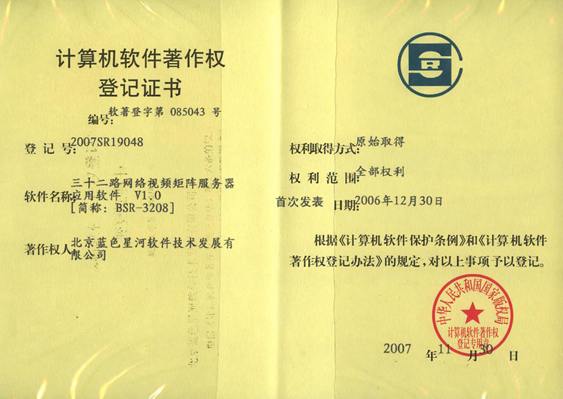 计算机软件著作权
登记证书
编号:软著登字第 085043 号
登 记 号:2007SR19048
软件名称:三十二路网络视频矩阵服务器
应用软件 V1.0
[简称: BSR-3208]
著作权人:北京蓝色星河软件技术发展有
限公司
权利取得方式:原始取得
权 利 范 围:全部权利
首次发表 日期:2006年12月30日
根据《计算机软件保护条例》和《计算机软件
著作权登记办法》的规定,对以上事项予以登记。
中华人民共和国国家版权局
计算机软件著作权
登记专用章
2007 年 11 月 30 日